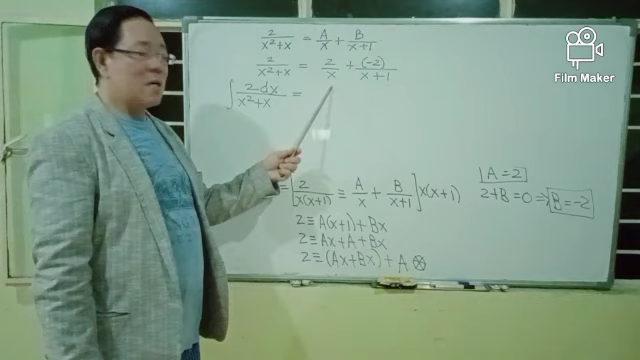 2/(x²+x) = A/x + B/(x+1)
2/(x²+x) = 2/x + (-2)/(x+1)
∫ 2dx/(x²+x) =
= [2/(x(x+1)) ≡ A/x + B/(x+1)] x(x+1)
2 ≡ A(x+1) + Bx
2 ≡ Ax + A + Bx
2 ≡ (Ax + Bx) + A ⊗
A = 2
2 + B = 0 ⇒ B = -2
Film Maker